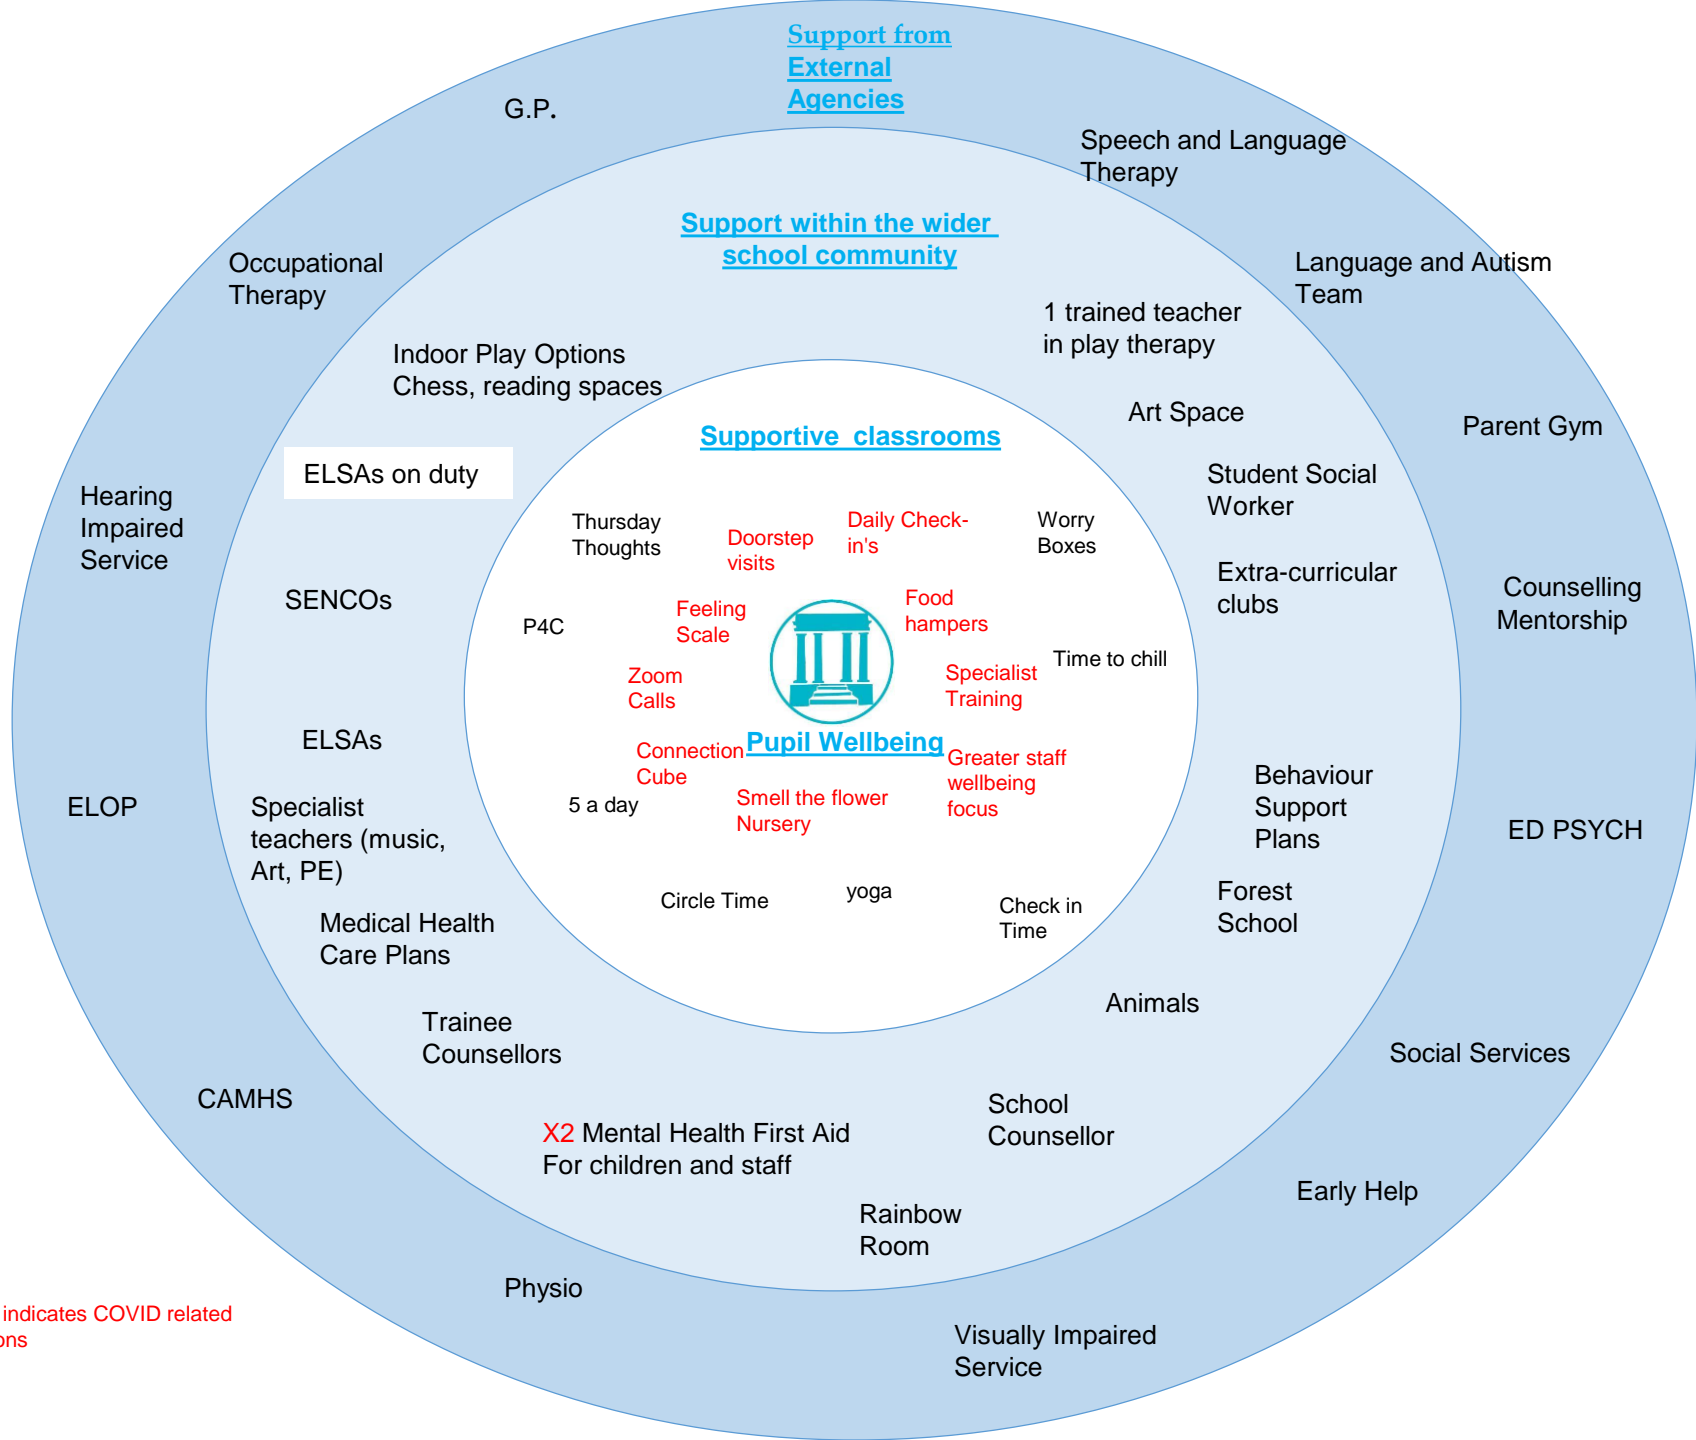 Support from
External
Agencies
G.P.
Speech and Language
Therapy
Support within the wider
school community
Occupational
Therapy
Language and Autism
Team
1 trained teacher
in play therapy
Indoor Play Options
Chess, reading spaces
Art Space
Parent Gym
Supportive classrooms
ELSAs on duty
Student Social
Worker
Hearing
Impaired
Service
Thursday
Thoughts
Doorstep
visits
Daily Check-
in's
Worry
Boxes
Extra-curricular
clubs
Counselling
Mentorship
SENCOs
P4C
Feeling
Scale
Food
hampers
Time to chill
Zoom
Calls
Specialist
Training
ELSAs
Connection
Cube
Pupil Wellbeing
Greater staff
wellbeing
focus
Behaviour
Support
Plans
ELOP
Specialist
teachers (music,
Art, PE)
5 a day
Smell the flower
Nursery
ED PSYCH
Circle Time
yoga
Check in
Time
Forest
School
Medical Health
Care Plans
Animals
Trainee
Counsellors
Social Services
CAMHS
X2 Mental Health First Aid
For children and staff
School
Counsellor
Early Help
Rainbow
Room
Physio
indicates COVID related
ons
Visually Impaired
Service